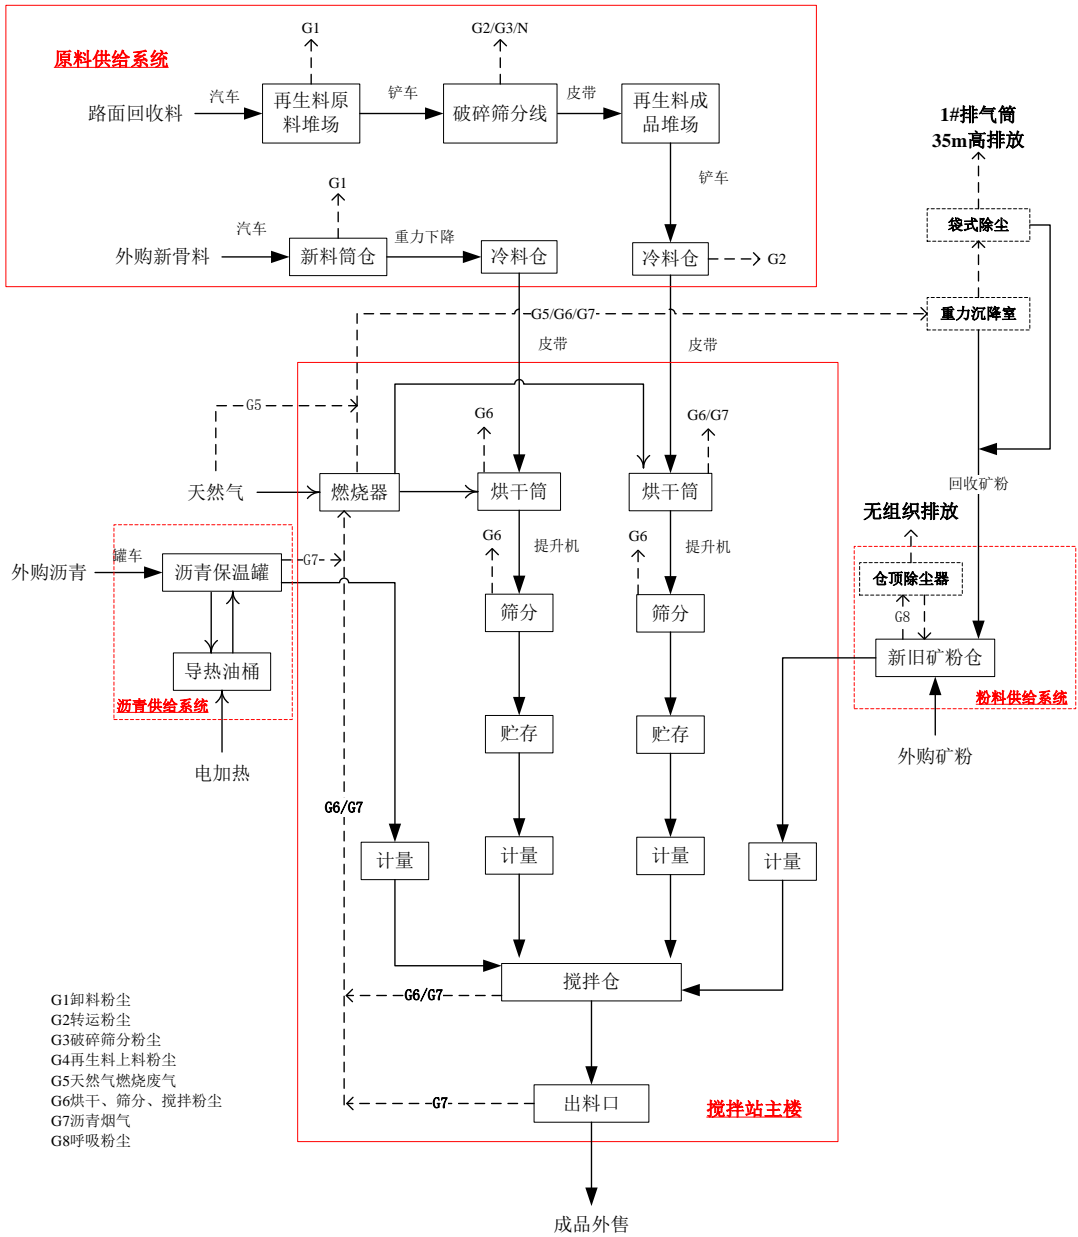 原料供给系统
G1
G2/G3/N
路面回收料
汽车
再生料原
料堆场
铲车
破碎筛分线
皮带
再生料成
品堆场
铲车
1#排气筒
35m高排放
G1
外购新骨料
汽车
新料筒仓
重力下降
冷料仓
冷料仓
G2
袋式除尘
重力沉降室
G5/G6/G7
皮带
皮带
G5
G6
G6/G7
天然气
燃烧器
烘干筒
烘干筒
回收矿粉
无组织排放
外购沥青
罐车
沥青保温罐
G7
G6
提升机
G6
提升机
仓顶除尘器
G8
筛分
筛分
导热油桶
新旧矿粉仓
沥青供给系统
粉料供给系统
电加热
贮存
贮存
外购矿粉
G6/G7
计量
计量
计量
计量
搅拌仓
G6/G7
G1卸料粉尘
G2转运粉尘
G3破碎筛分粉尘
G4再生料上料粉尘
G5天然气燃烧废气
G6烘干、筛分、搅拌粉尘
G7沥青烟气
G8呼吸粉尘
G7
出料口
搅拌站主楼
成品外售